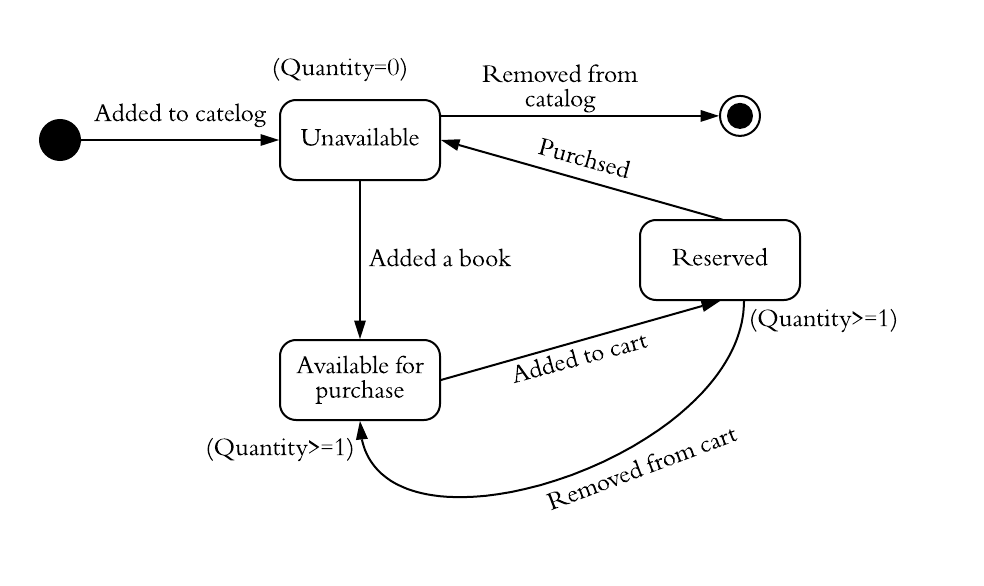 (Quantity=0)
Removed from
catalog
Added to catelog
Unavailable
Purchsed
Added a book
Reserved
(Quantity>=1)
Added to cart
Available for
purchase
(Quantity>=1)
Removed from cart